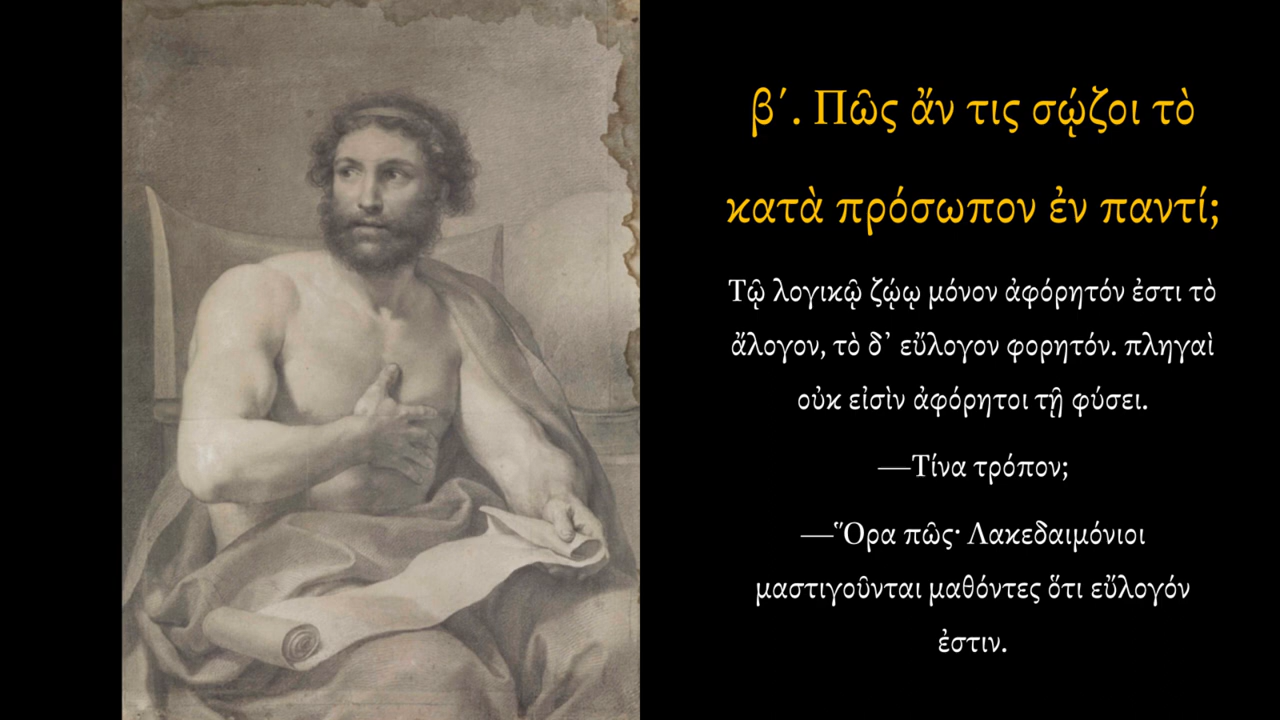 βʹ. Πῶς ἄν τις σῴζοι τὸ
κατὰ πρόσωπον ἐν παντί;
Τῷ λογικῷ ζῴῳ μόνον ἀφόρητόν ἐστι τὸ
ἄλογον, τὸ δ᾽ εὔλογον φορητόν. πληγαὶ
οὐκ εἰσὶν ἀφόρητοι τῇ φύσει.
—Τίνα τρόπον;
—Ὅρα πῶς· Λακεδαιμόνιοι
μαστιγοῦνται μαθόντες ὅτι εὔλογόν
ἐστιν.